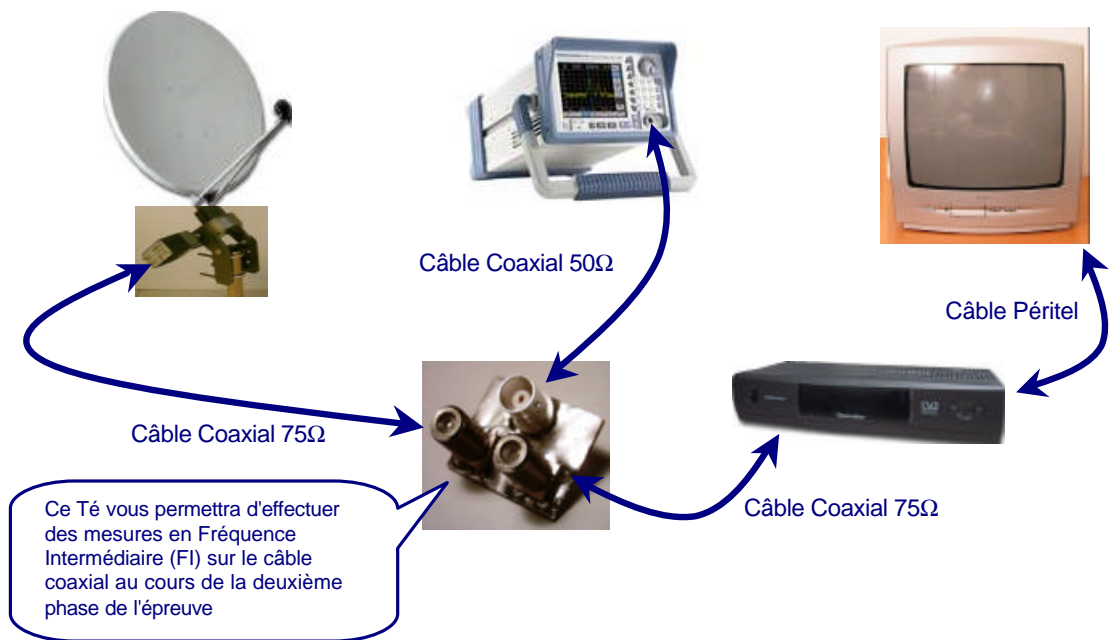 Câble Coaxial 50Ω
Câble Péritel
Câble Coaxial 75Ω
Câble Coaxial 75Ω
Ce Té vous permettra d'effectuer
des mesures en Fréquence
Intermédiaire (FI) sur le câble
coaxial au cours de la deuxième
phase de l'épreuve